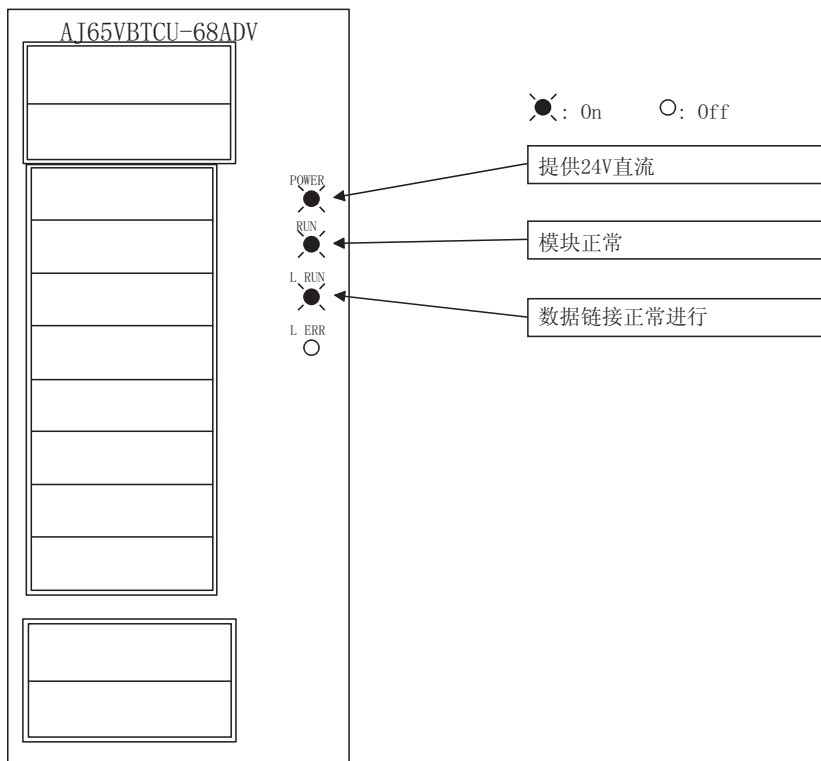 AJ65VBTCU-68ADV
: On
: Off
POWER
提供24V直流
RUN
模块正常
L RUN
数据链接正常进行
L ERR